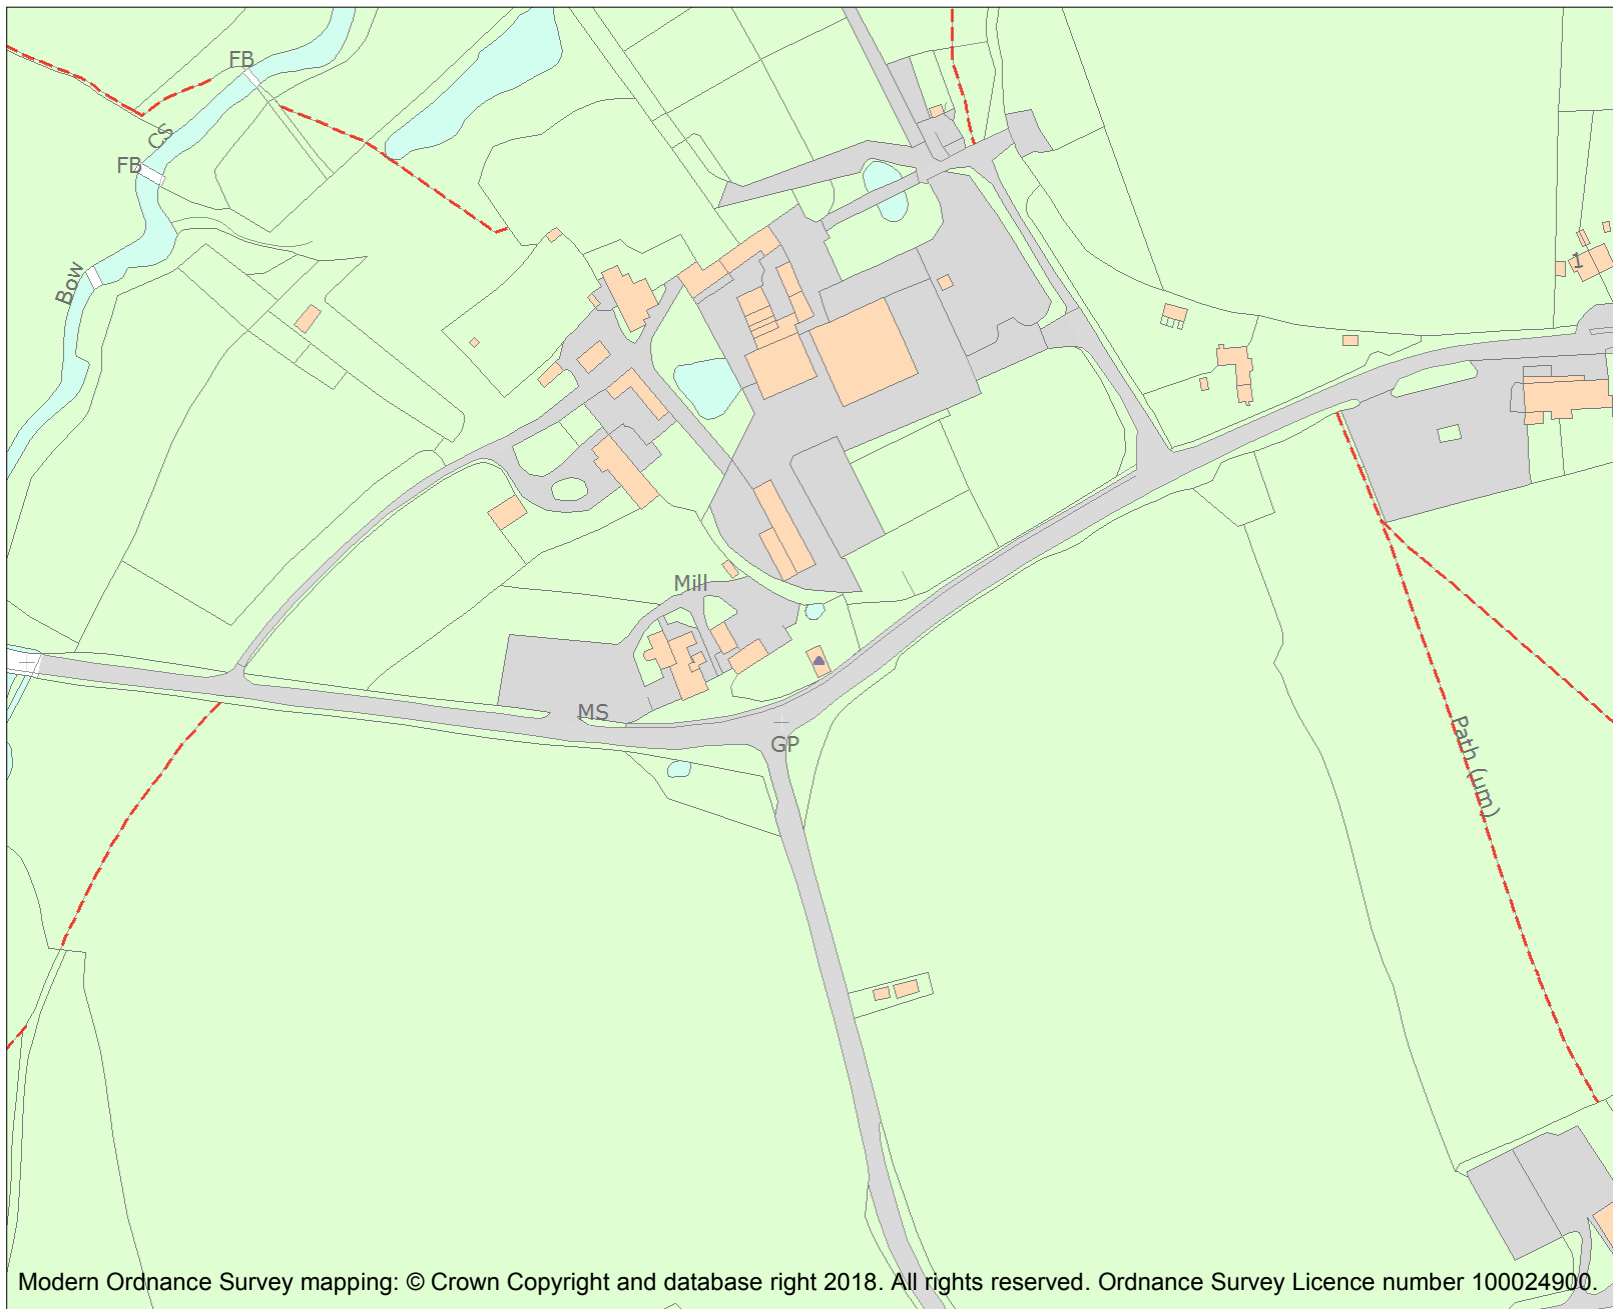 FB
CS
FB
Bow
1
Mill
MS
GP
Path (um)
Modern Ordnance Survey mapping: © Crown Copyright and database right 2018. All rights reserved. Ordnance Survey Licence number 100024900.